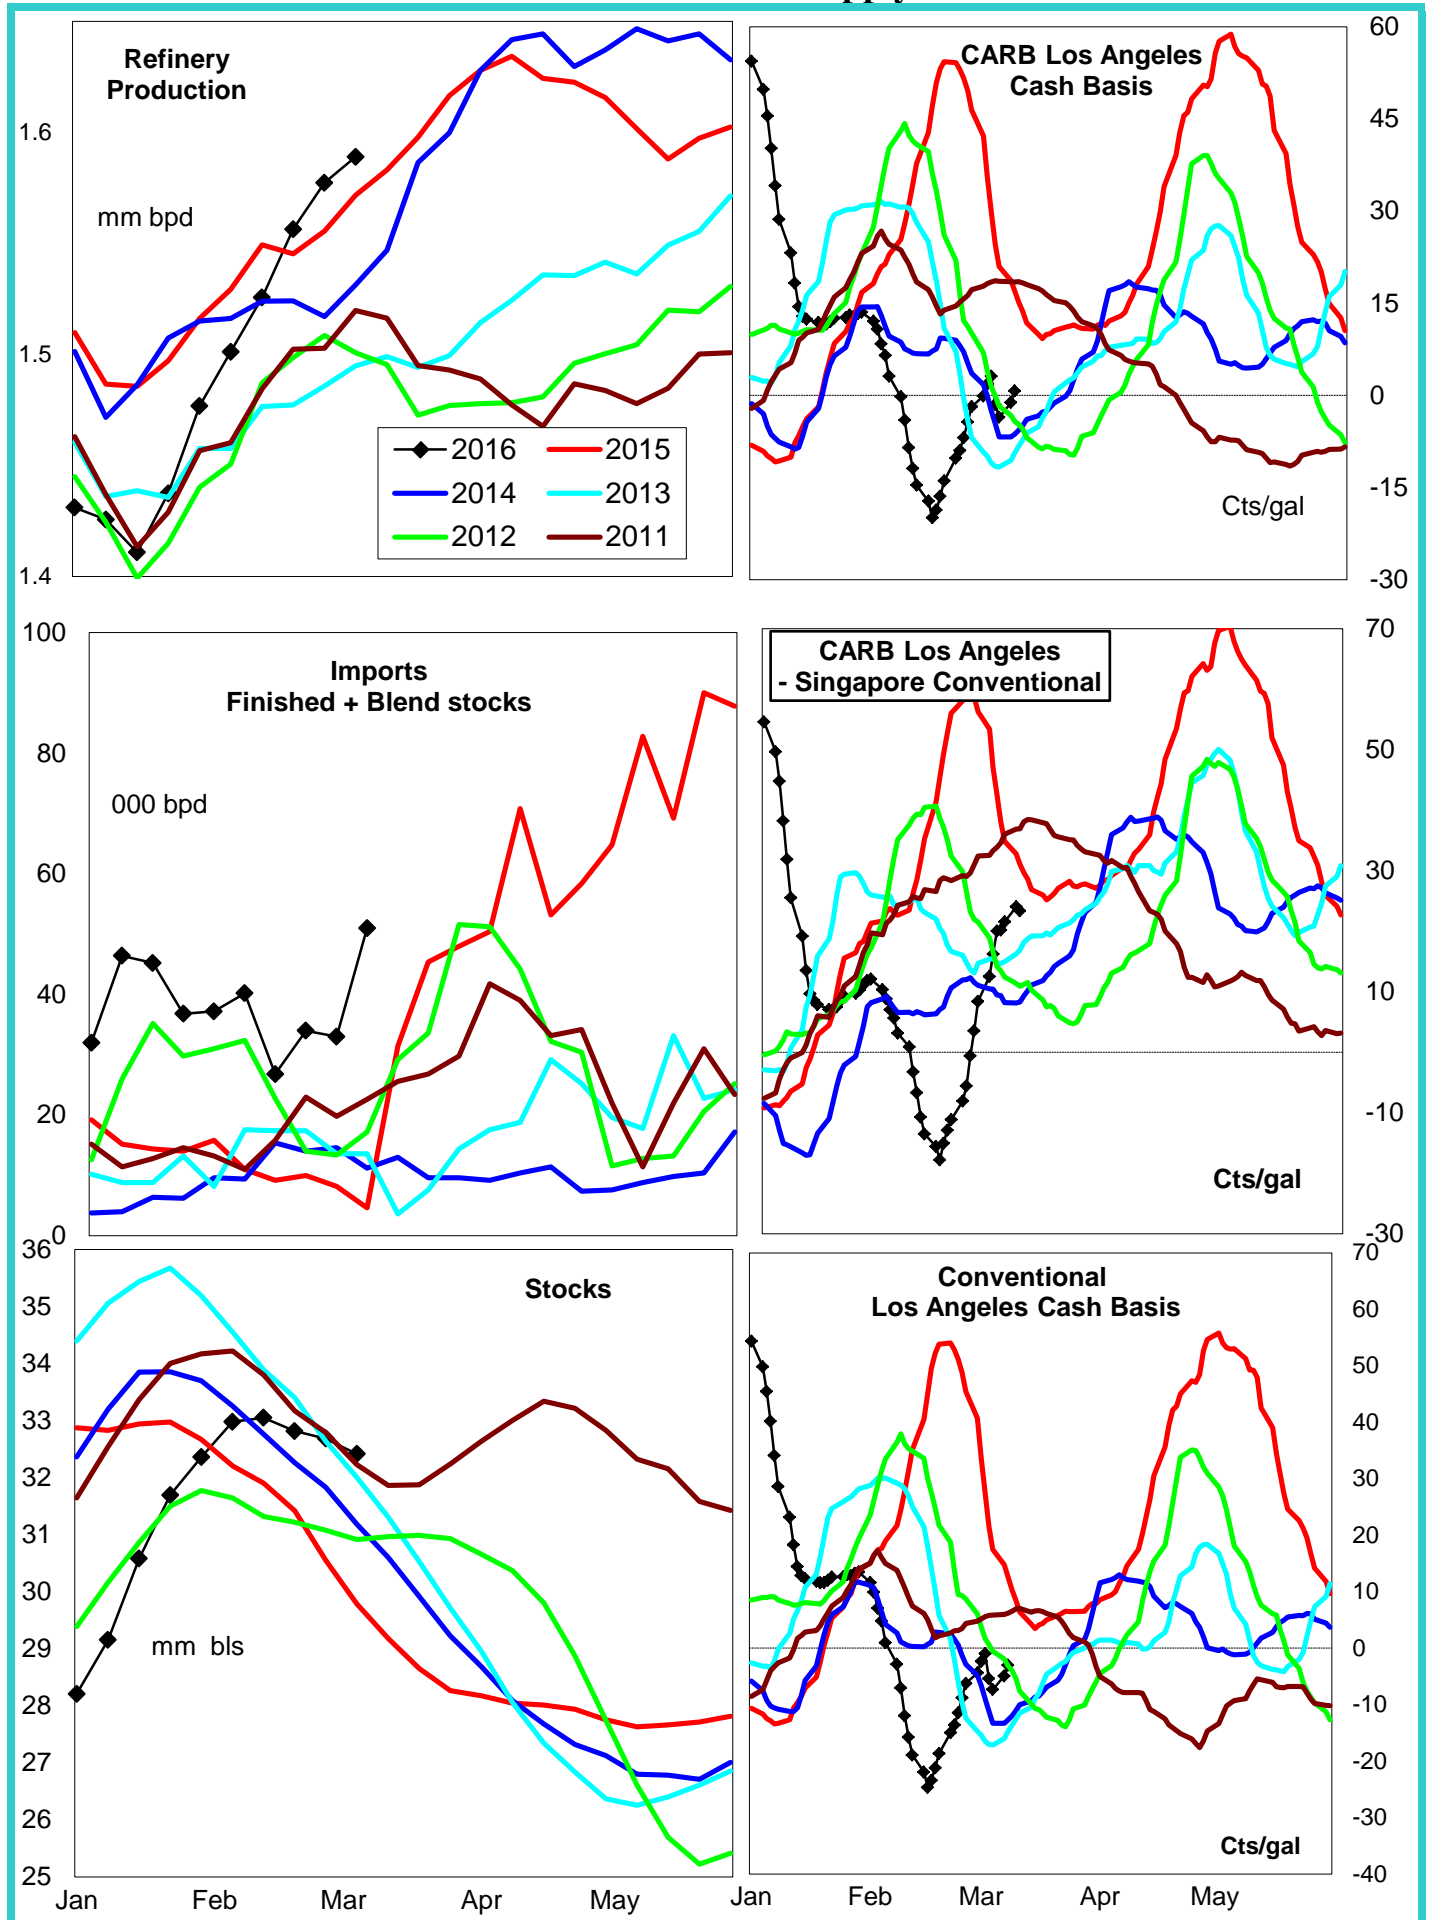 Refinery
Production
1.6
mm bpd
1.5
2016
2015
2014
2013
2012
2011
1.4
60
CARB Los Angeles
Cash Basis
45
30
15
0
-15
Cts/gal
-30
100
Imports
Finished + Blend stocks
80
000 bpd
60
40
20
0
70
CARB Los Angeles
- Singapore Conventional
50
30
10
-10
Cts/gal
-30
36
Stocks
35
34
33
32
31
30
29
mm bls
28
27
26
25
Jan
Feb
Mar
Apr
May
70
Conventional
Los Angeles Cash Basis
60
50
40
30
20
10
0
-10
-20
-30
Cts/gal
-40
Jan
Feb
Mar
Apr
May